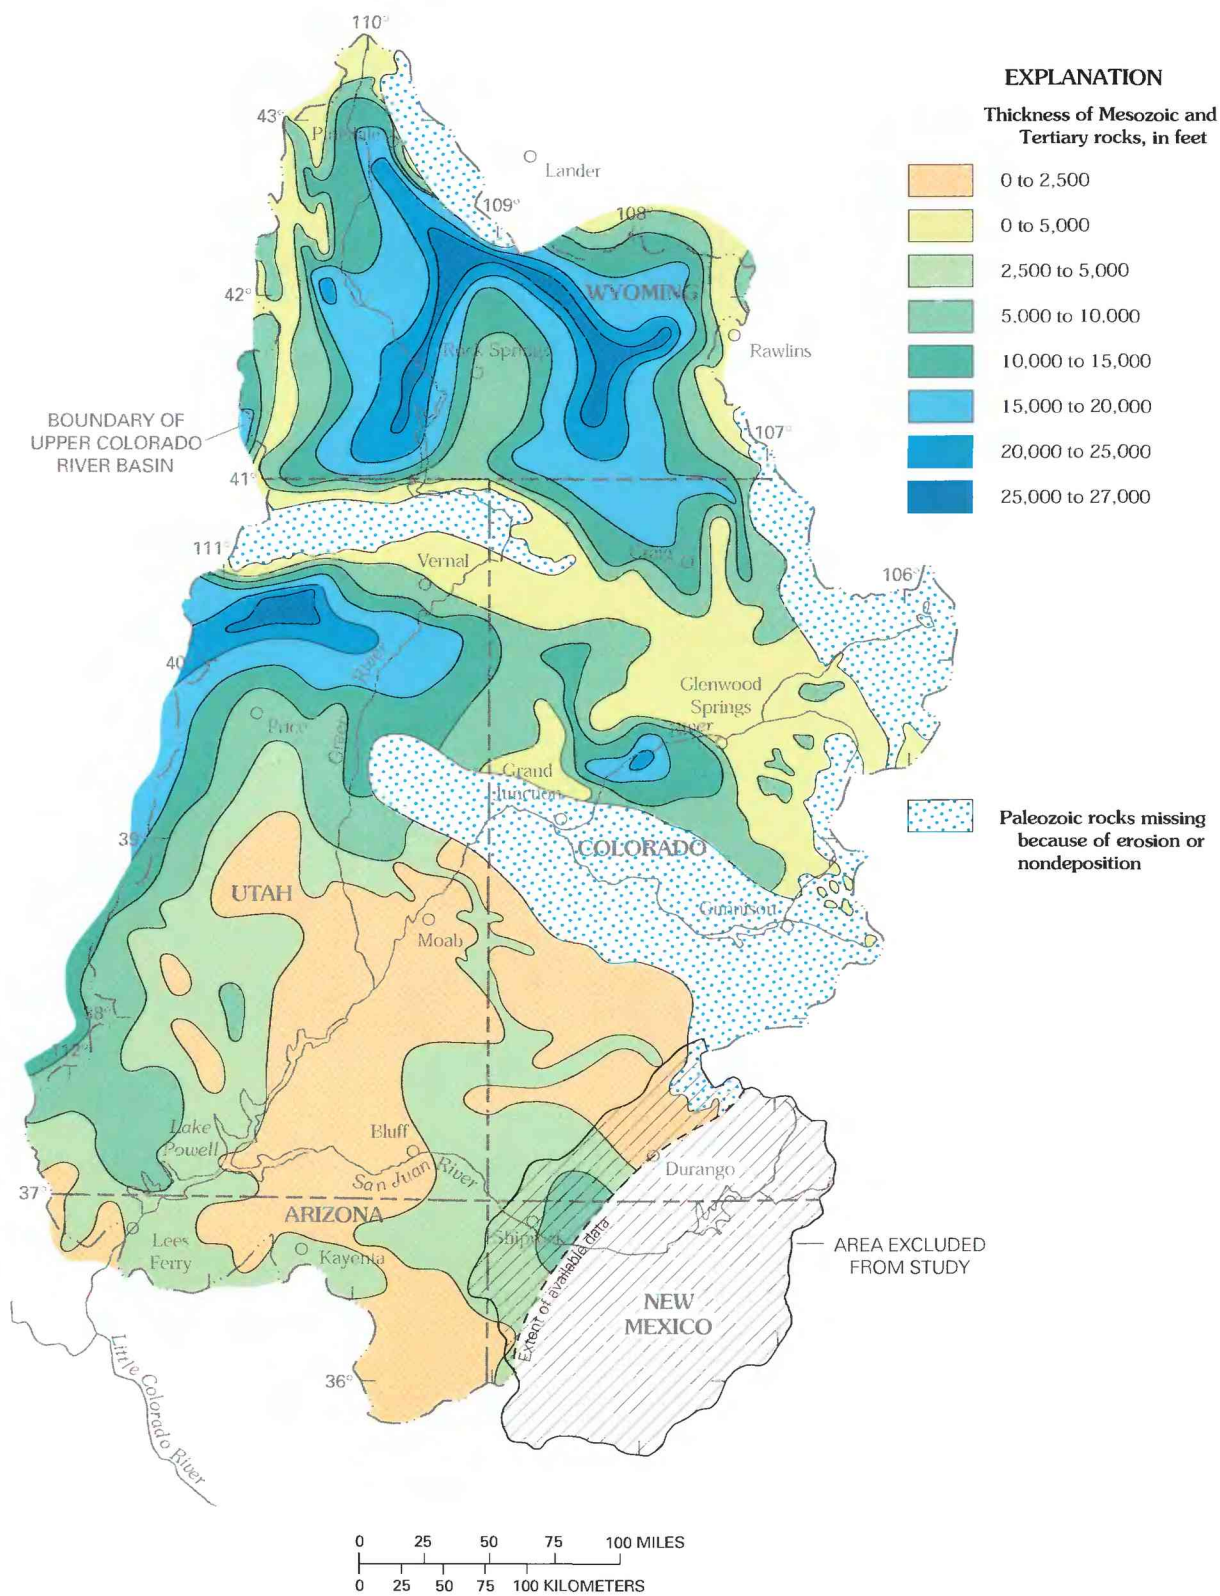 110°
EXPLANATION
Thickness of Mesozoic and
Tertiary rocks, in feet
0 to 2,500
0 to 5,000
2,500 to 5,000
5,000 to 10,000
10,000 to 15,000
15,000 to 20,000
20,000 to 25,000
25,000 to 27,000
Paleozoic rocks missing
because of erosion or
nondeposition
43°
Pinedale
Lander
109°
108°
42°
WYOMING
Rock Springs
Rawlins
BOUNDARY OF
UPPER COLORADO
RIVER BASIN
107°
41°
111°
Vernal
Craig
106°
40°
River
Green
Glenwood
Springs
River
Price
Grand
Junction
39°
COLORADO
UTAH
Gunnison
Moab
38°
112°
Lake
Powell
Bluff
San Juan River
Durango
37°
ARIZONA
Lees
Ferry
Kayenta
Shiprock
Extent of available data
AREA EXCLUDED
FROM STUDY
NEW
MEXICO
36°
Little Colorado River
0 25 50 75 100 MILES
0 25 50 75 100 KILOMETERS